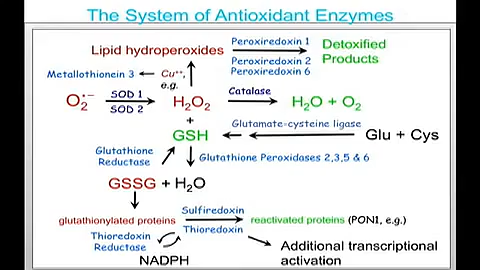 The System of Antioxidant Enzymes
Lipid hydroperoxides
Peroxiredoxin 1
Peroxiredoxin 2
Peroxiredoxin 6
Detoxified
Products
Metallothionein 3
Cu⁺⁺,
e.g.
O₂•⁻
SOD 1
SOD 2
H₂O₂
Catalase
H₂O + O₂
+
GSH
Glutamate-cysteine ligase
Glu + Cys
Glutathione
Reductase
Glutathione Peroxidases 2,3,5 & 6
GSSG + H₂O
glutathionylated proteins
Sulfiredoxin
Thioredoxin
reactivated proteins (PON1, e.g.)
Thioredoxin
Reductase
NADPH
Additional transcriptional
activation